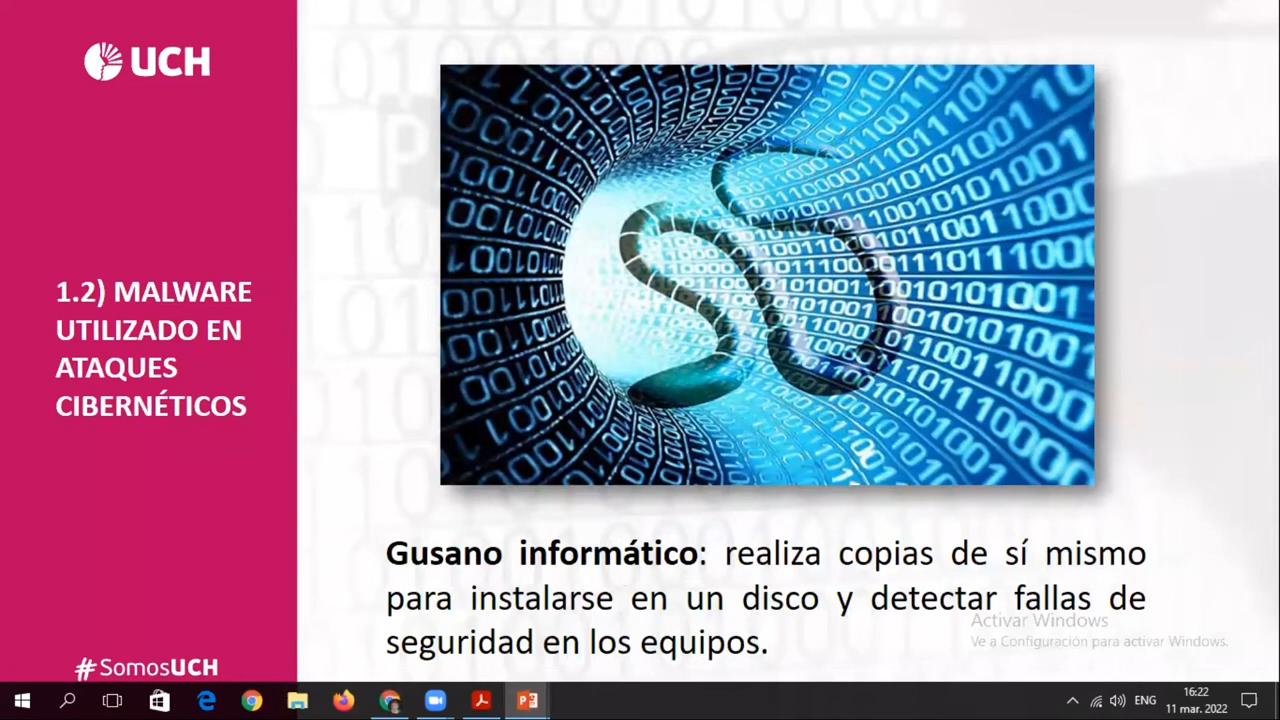 UCH
1.2) MALWARE
UTILIZADO EN
ATAQUES
CIBERNÉTICOS
#SomosUCH
Gusano informático: realiza copias de sí mismo
para instalarse en un disco y detectar fallas de
seguridad en los equipos.
Activar Windows
Ve a Configuración para activar Windows.
ENG
16:22
11 mar. 2022